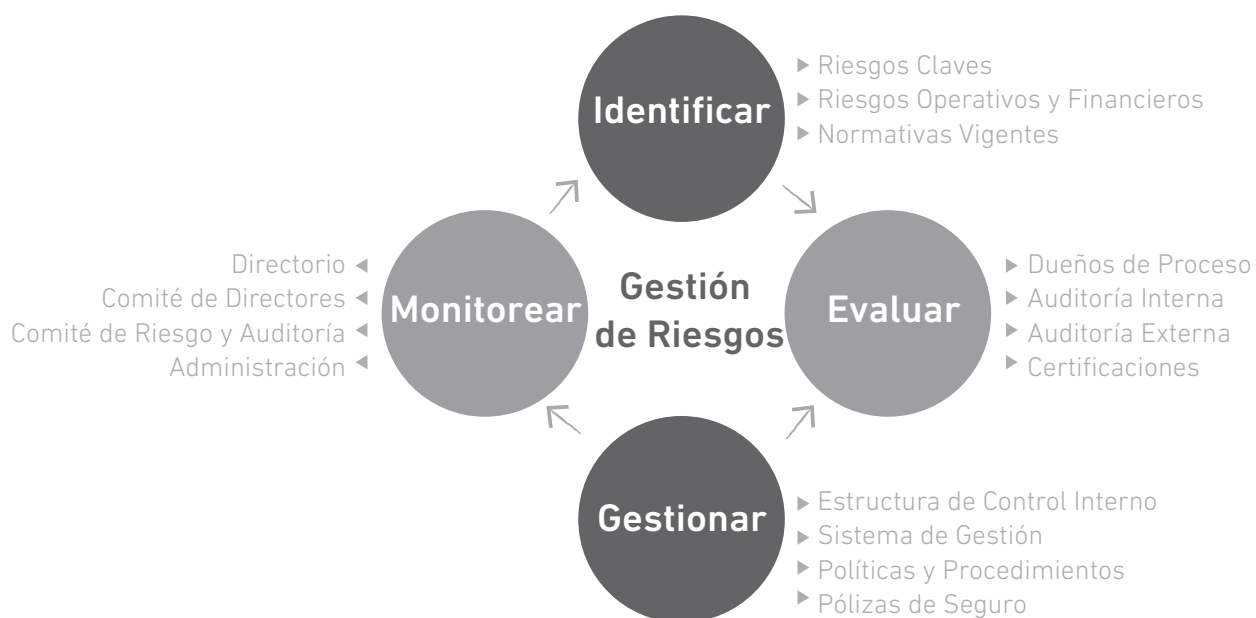 Identificar
Riesgos Claves
Riesgos Operativos y Financieros
Normativas Vigentes
Directorio
Comité de Directores
Comité de Riesgo y Auditoría
Administración
Monitorear
Gestión
de Riesgos
Evaluar
Dueños de Proceso
Auditoría Interna
Auditoría Externa
Certificaciones
Gestionar
Estructura de Control Interno
Sistema de Gestión
Políticas y Procedimientos
Pólizas de Seguro